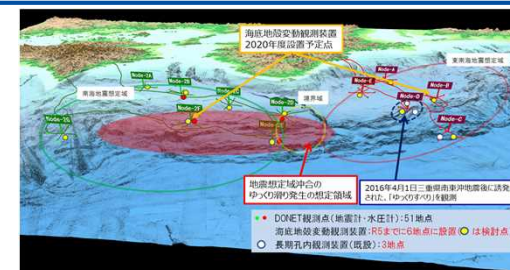 海底地殻変動観測装置
2020年度設置予定点
東南海地震想定域
南海地震想定域
境界域
Node-2A
Node-2F
Node-2D
Node-2G
Node-E
Node-A
Node-B
Node-D
Node-C
地震想定域沖合の
ゆっくり滑り発生の想定領域
2016年4月1日三重県南東沖地震後に誘発
された、「ゆっくりすべり」を観測
DONET観測点(地震計・水圧計):51地点
海底地殻変動観測装置:R5までに6地点に設置( は検討点
長期孔内観測装置(既設):3地点